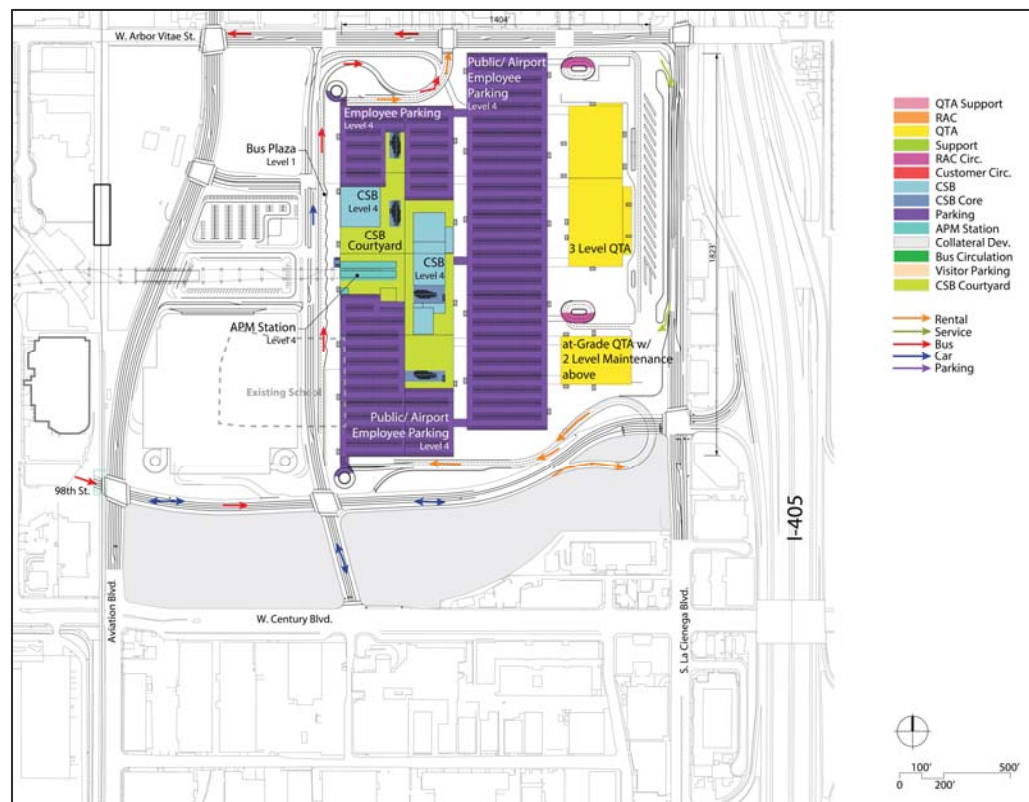 1404'
W. Arbor Vitae St.
Public/ Airport
Employee
Parking
Level 4
Employee Parking
Level 4
Bus Plaza
Level 1
CSB
Level 4
CSB
Courtyard
CSB
Level 4
3 Level QTA
1823'
APM Station
Level 4
at-Grade QTA w/
2 Level Maintenance
above
Existing School
Public/ Airport
Employee Parking
Level 4
98th St.
I-405
Aviation Blvd.
W. Century Blvd.
S. La Cienega Blvd.
QTA Support
RAC
QTA
Support
RAC Circ.
Customer Circ.
CSB
CSB Core
Parking
APM Station
Collateral Dev.
Bus Circulation
Visitor Parking
CSB Courtyard
Rental
Service
Bus
Car
Parking
100'
500'
0
200'